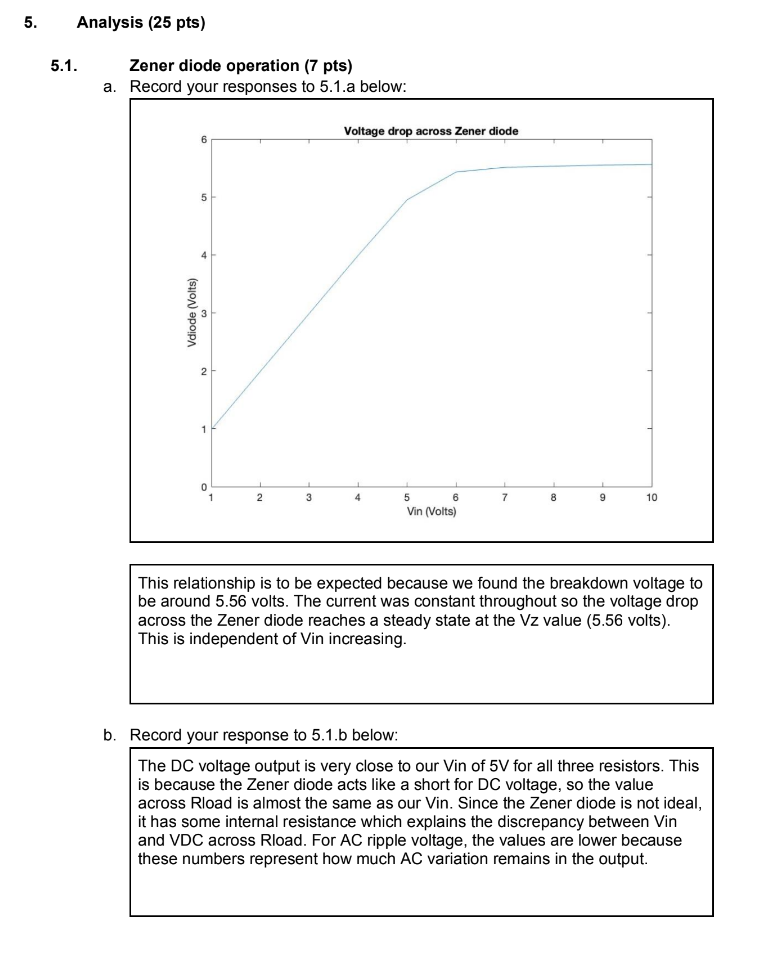 5. Analysis (25 pts)
5.1. Zener diode operation (7 pts)
a. Record your responses to 5.1.a below:
Voltage drop across Zener diode
6
5
4
3
2
1
0
Vdiode (Volts)
1 2 3 4 5 6 7 8 9 10
Vin (Volts)
This relationship is to be expected because we found the breakdown voltage to
be around 5.56 volts. The current was constant throughout so the voltage drop
across the Zener diode reaches a steady state at the Vz value (5.56 volts).
This is independent of Vin increasing.
b. Record your response to 5.1.b below:
The DC voltage output is very close to our Vin of 5V for all three resistors. This
is because the Zener diode acts like a short for DC voltage, so the value
across Rload is almost the same as our Vin. Since the Zener diode is not ideal,
it has some internal resistance which explains the discrepancy between Vin
and VDC across Rload. For AC ripple voltage, the values are lower because
these numbers represent how much AC variation remains in the output.